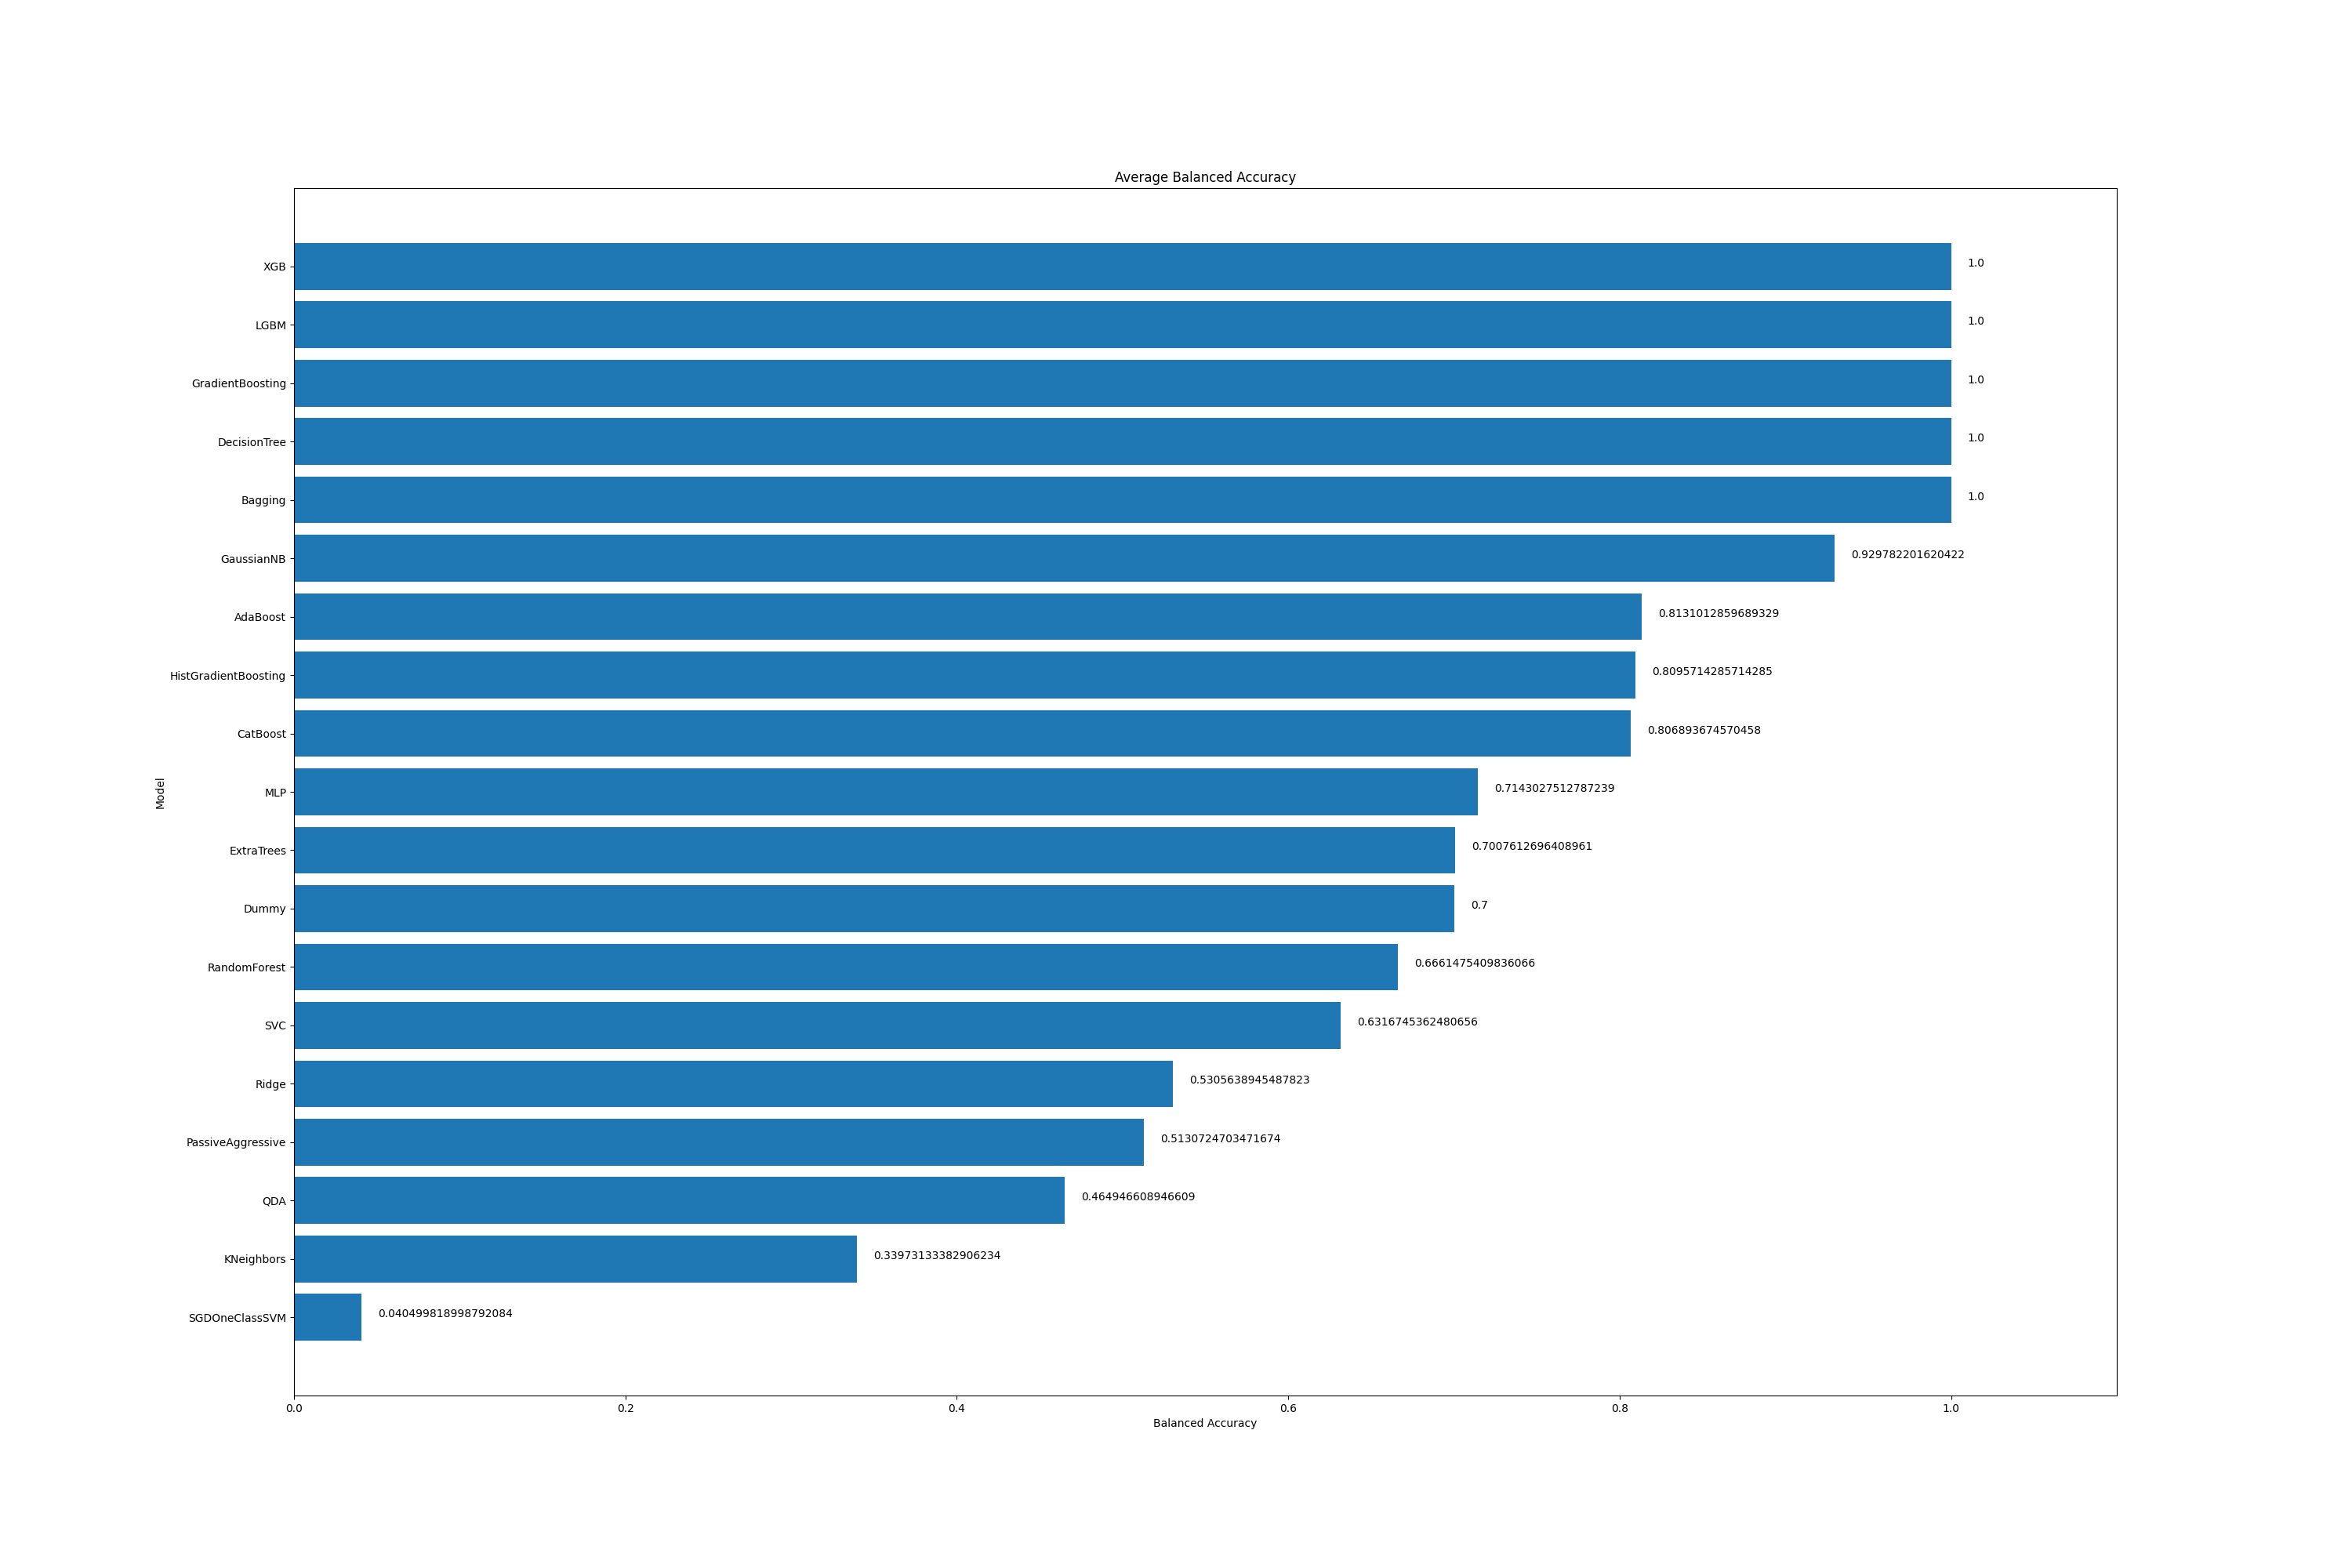 Average Balanced Accuracy
XGB 1.0
LGBM 1.0
GradientBoosting 1.0
DecisionTree 1.0
Bagging 1.0
GaussianNB 0.929782201620422
AdaBoost 0.8131012859689329
HistGradientBoosting 0.8095714285714285
CatBoost 0.806893674570458
Model
MLP 0.7143027512787239
ExtraTrees 0.7007612696408961
Dummy 0.7
RandomForest 0.6661475409836066
SVC 0.6316745362480656
Ridge 0.5305638945487823
PassiveAggressive 0.5130724703471674
QDA 0.464946608946609
KNeighbors 0.33973133382906234
SGDOneClassSVM 0.040499818998792084
0.0 0.2 0.4 0.6 0.8 1.0
Balanced Accuracy